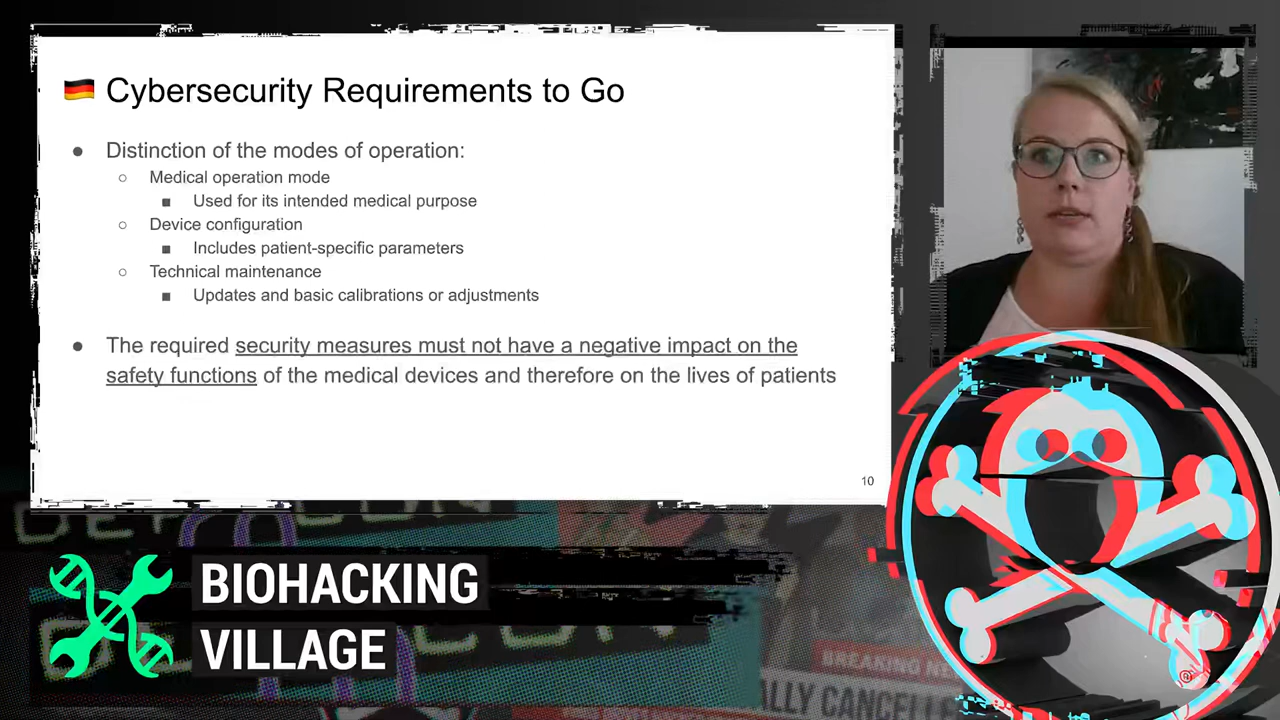 🇩🇪 Cybersecurity Requirements to Go
● Distinction of the modes of operation:
○ Medical operation mode
■ Used for its intended medical purpose
○ Device configuration
■ Includes patient-specific parameters
○ Technical maintenance
■ Updates and basic calibrations or adjustments
● The required security measures must not have a negative impact on the
safety functions of the medical devices and therefore on the lives of patients
10
BIOHACKING
VILLAGE
BREAKING
ALLY CANCELLE
®